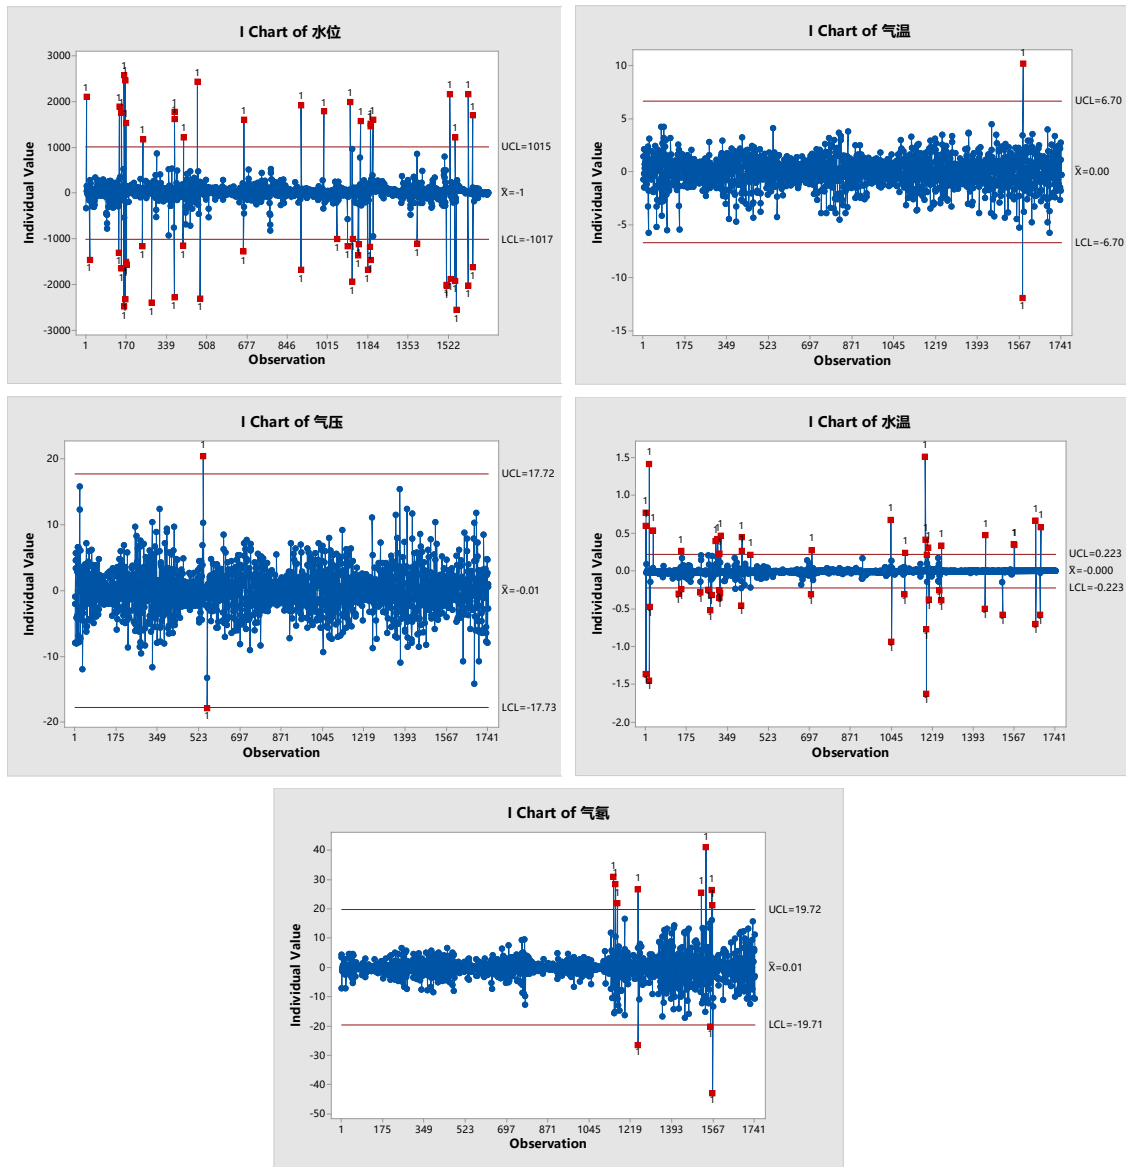 I Chart of 水位
3000
2000
1000
0
-1000
-2000
-3000
Individual Value
UCL=1015
X̄=-1
LCL=-1017
1 170 339 508 677 846 1015 1184 1353 1522
Observation
I Chart of 气温
10
5
0
-5
-10
-15
Individual Value
1
UCL=6.70
X̄=0.00
LCL=-6.70
1
1 175 349 523 697 871 1045 1219 1393 1567 1741
Observation
I Chart of 气压
20
10
0
-10
-20
Individual Value
1
UCL=17.72
X̄=-0.01
LCL=-17.73
1
1 175 349 523 697 871 1045 1219 1393 1567 1741
Observation
I Chart of 水温
1.5
1.0
0.5
0.0
-0.5
-1.0
-1.5
-2.0
Individual Value
UCL=0.223
X̄=-0.000
LCL=-0.223
1 175 349 523 697 871 1045 1219 1393 1567 1741
Observation
I Chart of 气氡
40
30
20
10
0
-10
-20
-30
-40
-50
Individual Value
UCL=19.72
X̄=0.01
LCL=-19.71
1 175 349 523 697 871 1045 1219 1393 1567 1741
Observation